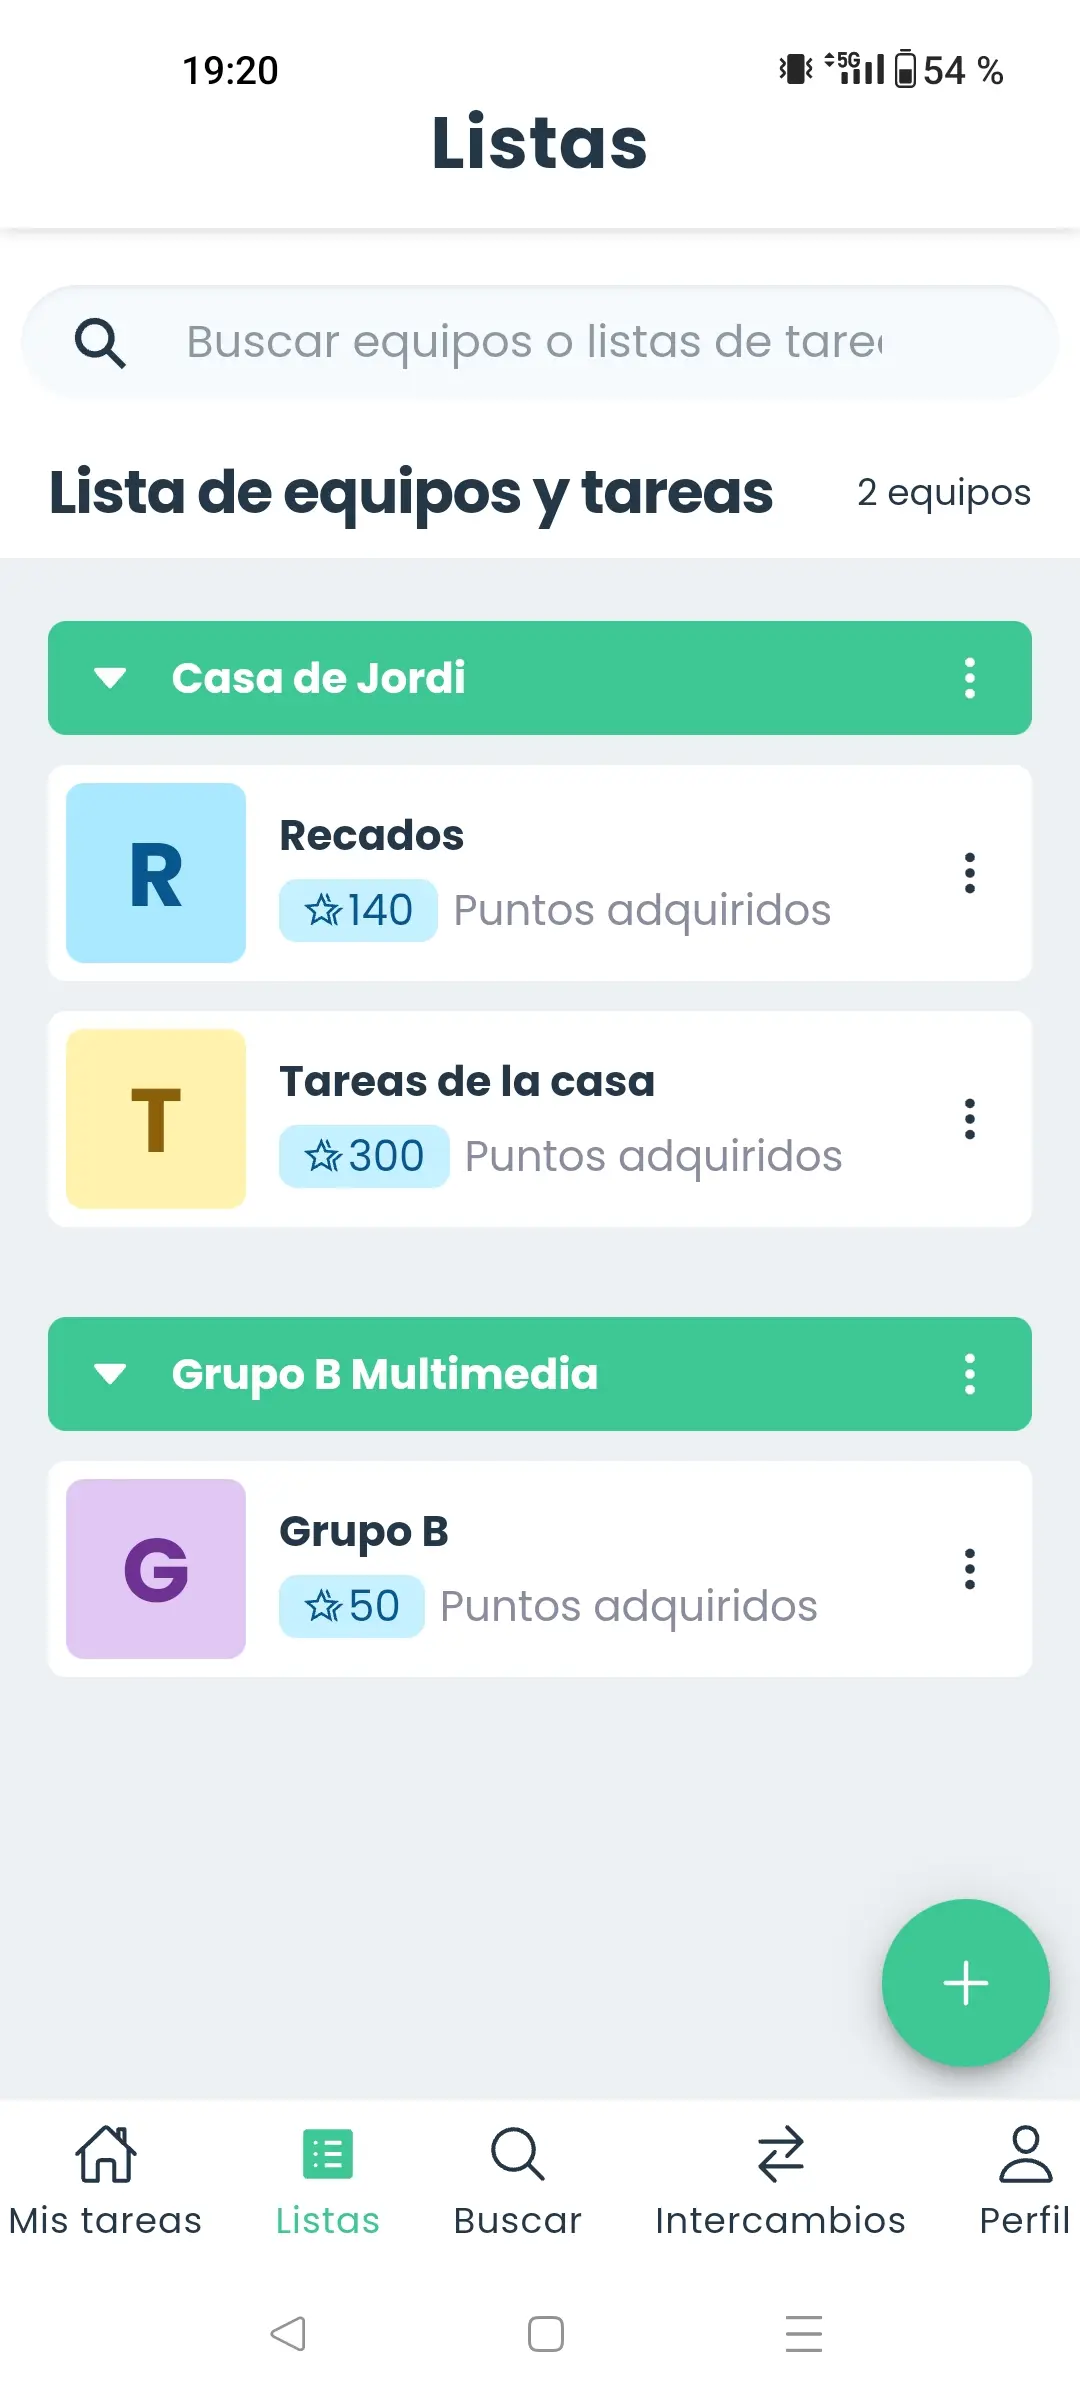 19:20
5G
54 %
Listas
Buscar equipos o listas de tare
Lista de equipos y tareas
2 equipos
Casa de Jordi
R
Recados
140 Puntos adquiridos
T
Tareas de la casa
300 Puntos adquiridos
Grupo B Multimedia
G
Grupo B
50 Puntos adquiridos
Mis tareas
Listas
Buscar
Intercambios
Perfil